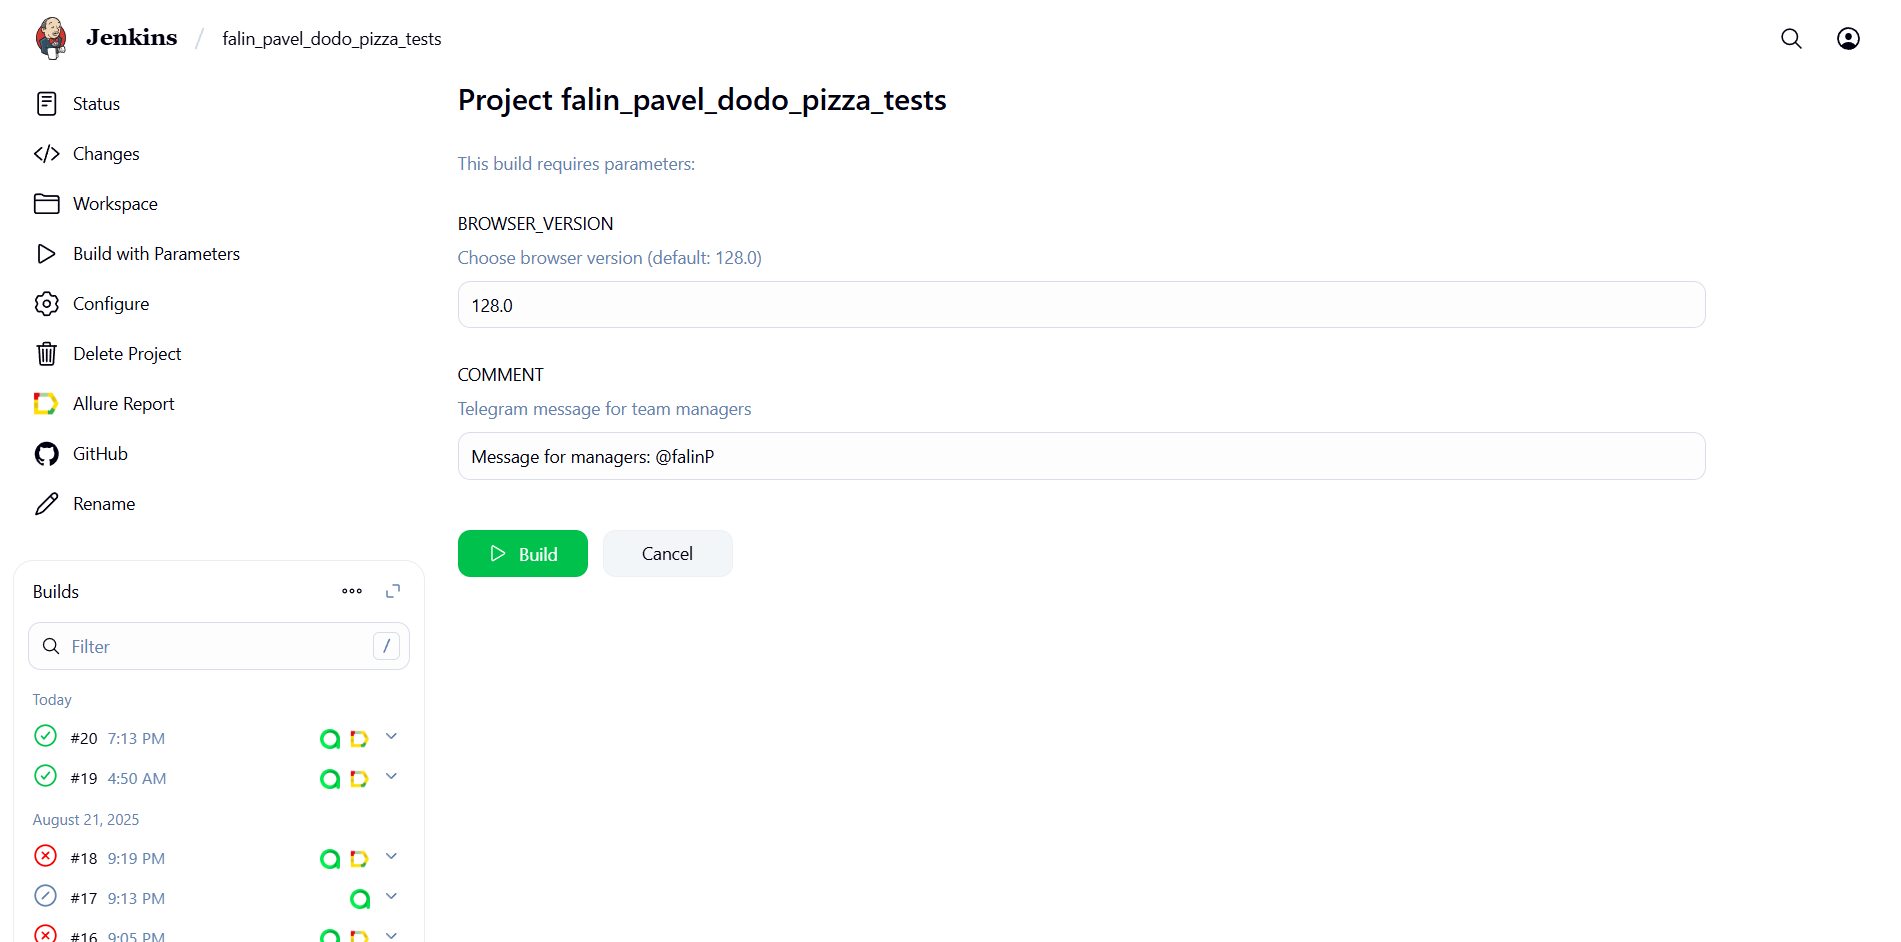 Jenkins / falin_pavel_dodo_pizza_tests
Status
Changes
Workspace
Build with Parameters
Configure
Delete Project
Allure Report
GitHub
Rename
Builds
Filter /
Today
#20 7:13 PM
#19 4:50 AM
August 21, 2025
#18 9:19 PM
#17 9:13 PM
#16 9:05 PM
Project falin_pavel_dodo_pizza_tests
This build requires parameters:
BROWSER_VERSION
Choose browser version (default: 128.0)
128.0
COMMENT
Telegram message for team managers
Message for managers: @falinP
Build Cancel